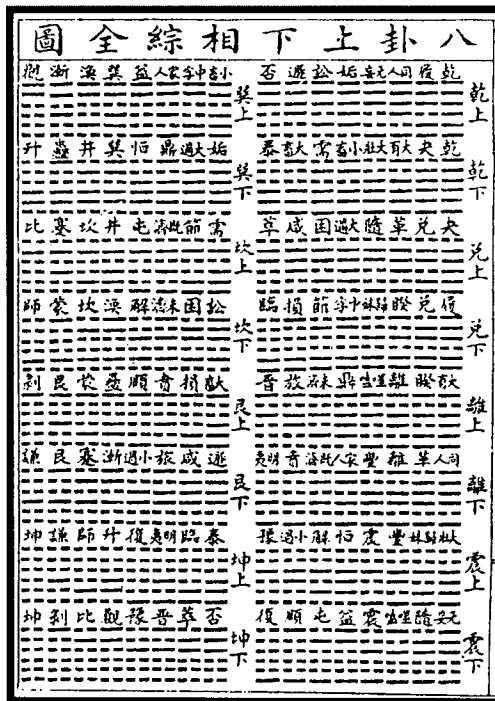 八卦上下相綜全圖
乾上
乾 履 同人 无妄 姤 訟 遯 否
乾下
乾 夬 大有 大壯 小畜 需 大畜 泰
兌上
夬 兌 革 隨 大過 困 咸 萃
兌下
履 兌 睽 歸妹 中孚 節 損 臨
離上
大有 睽 離 噬嗑 鼎 未濟 旅 晉
離下
同人 革 離 豐 家人 既濟 賁 明夷
震上
大壯 歸妹 豐 震 恒 解 小過 豫
震下
无妄 隨 噬嗑 震 益 屯 頤 復
巽上
小畜 中孚 家人 益 巽 渙 漸 觀
巽下
姤 大過 鼎 恒 巽 井 蠱 升
坎上
需 節 既濟 屯 井 坎 蹇 比
坎下
訟 困 未濟 解 渙 坎 蒙 師
艮上
大畜 損 賁 頤 蠱 蒙 艮 剝
艮下
遯 咸 旅 小過 漸 蹇 艮 謙
坤上
泰 臨 明夷 復 升 師 謙 坤
坤下
否 萃 晉 豫 觀 比 剝 坤